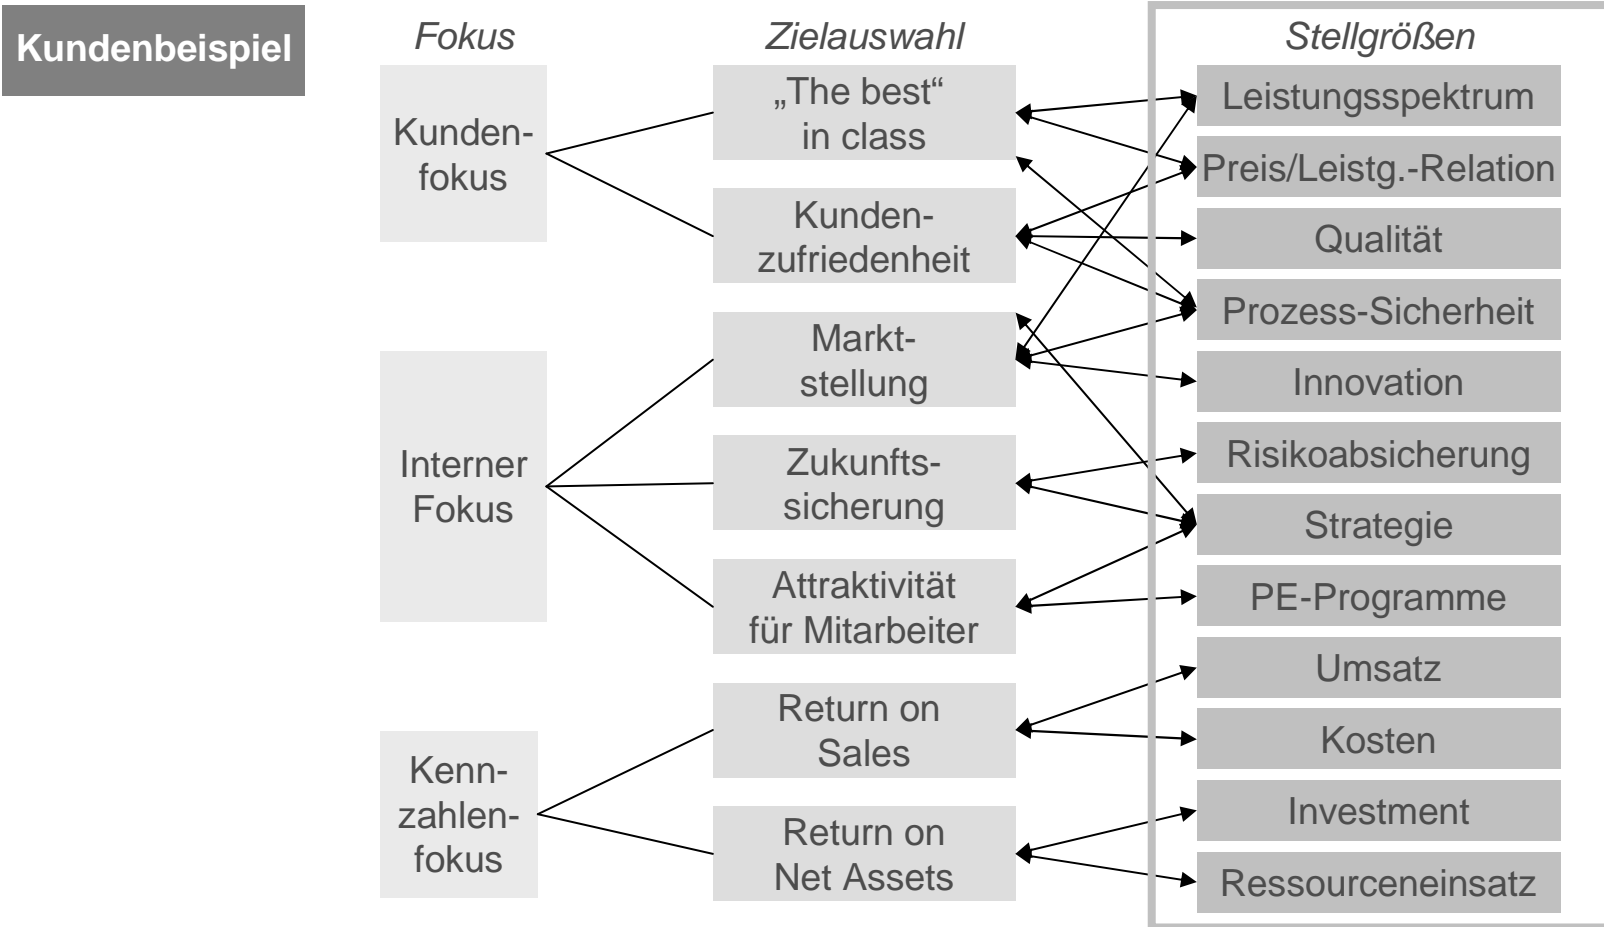 Kundenbeispiel
Fokus
Zielauswahl
Stellgrößen
Kunden-
fokus
Interner
Fokus
Kenn-
zahlen-
fokus
„The best“
in class
Kunden-
zufriedenheit
Markt-
stellung
Zukunfts-
sicherung
Attraktivität
für Mitarbeiter
Return on
Sales
Return on
Net Assets
Leistungsspektrum
Preis/Leistg.-Relation
Qualität
Prozess-Sicherheit
Innovation
Risikoabsicherung
Strategie
PE-Programme
Umsatz
Kosten
Investment
Ressourceneinsatz